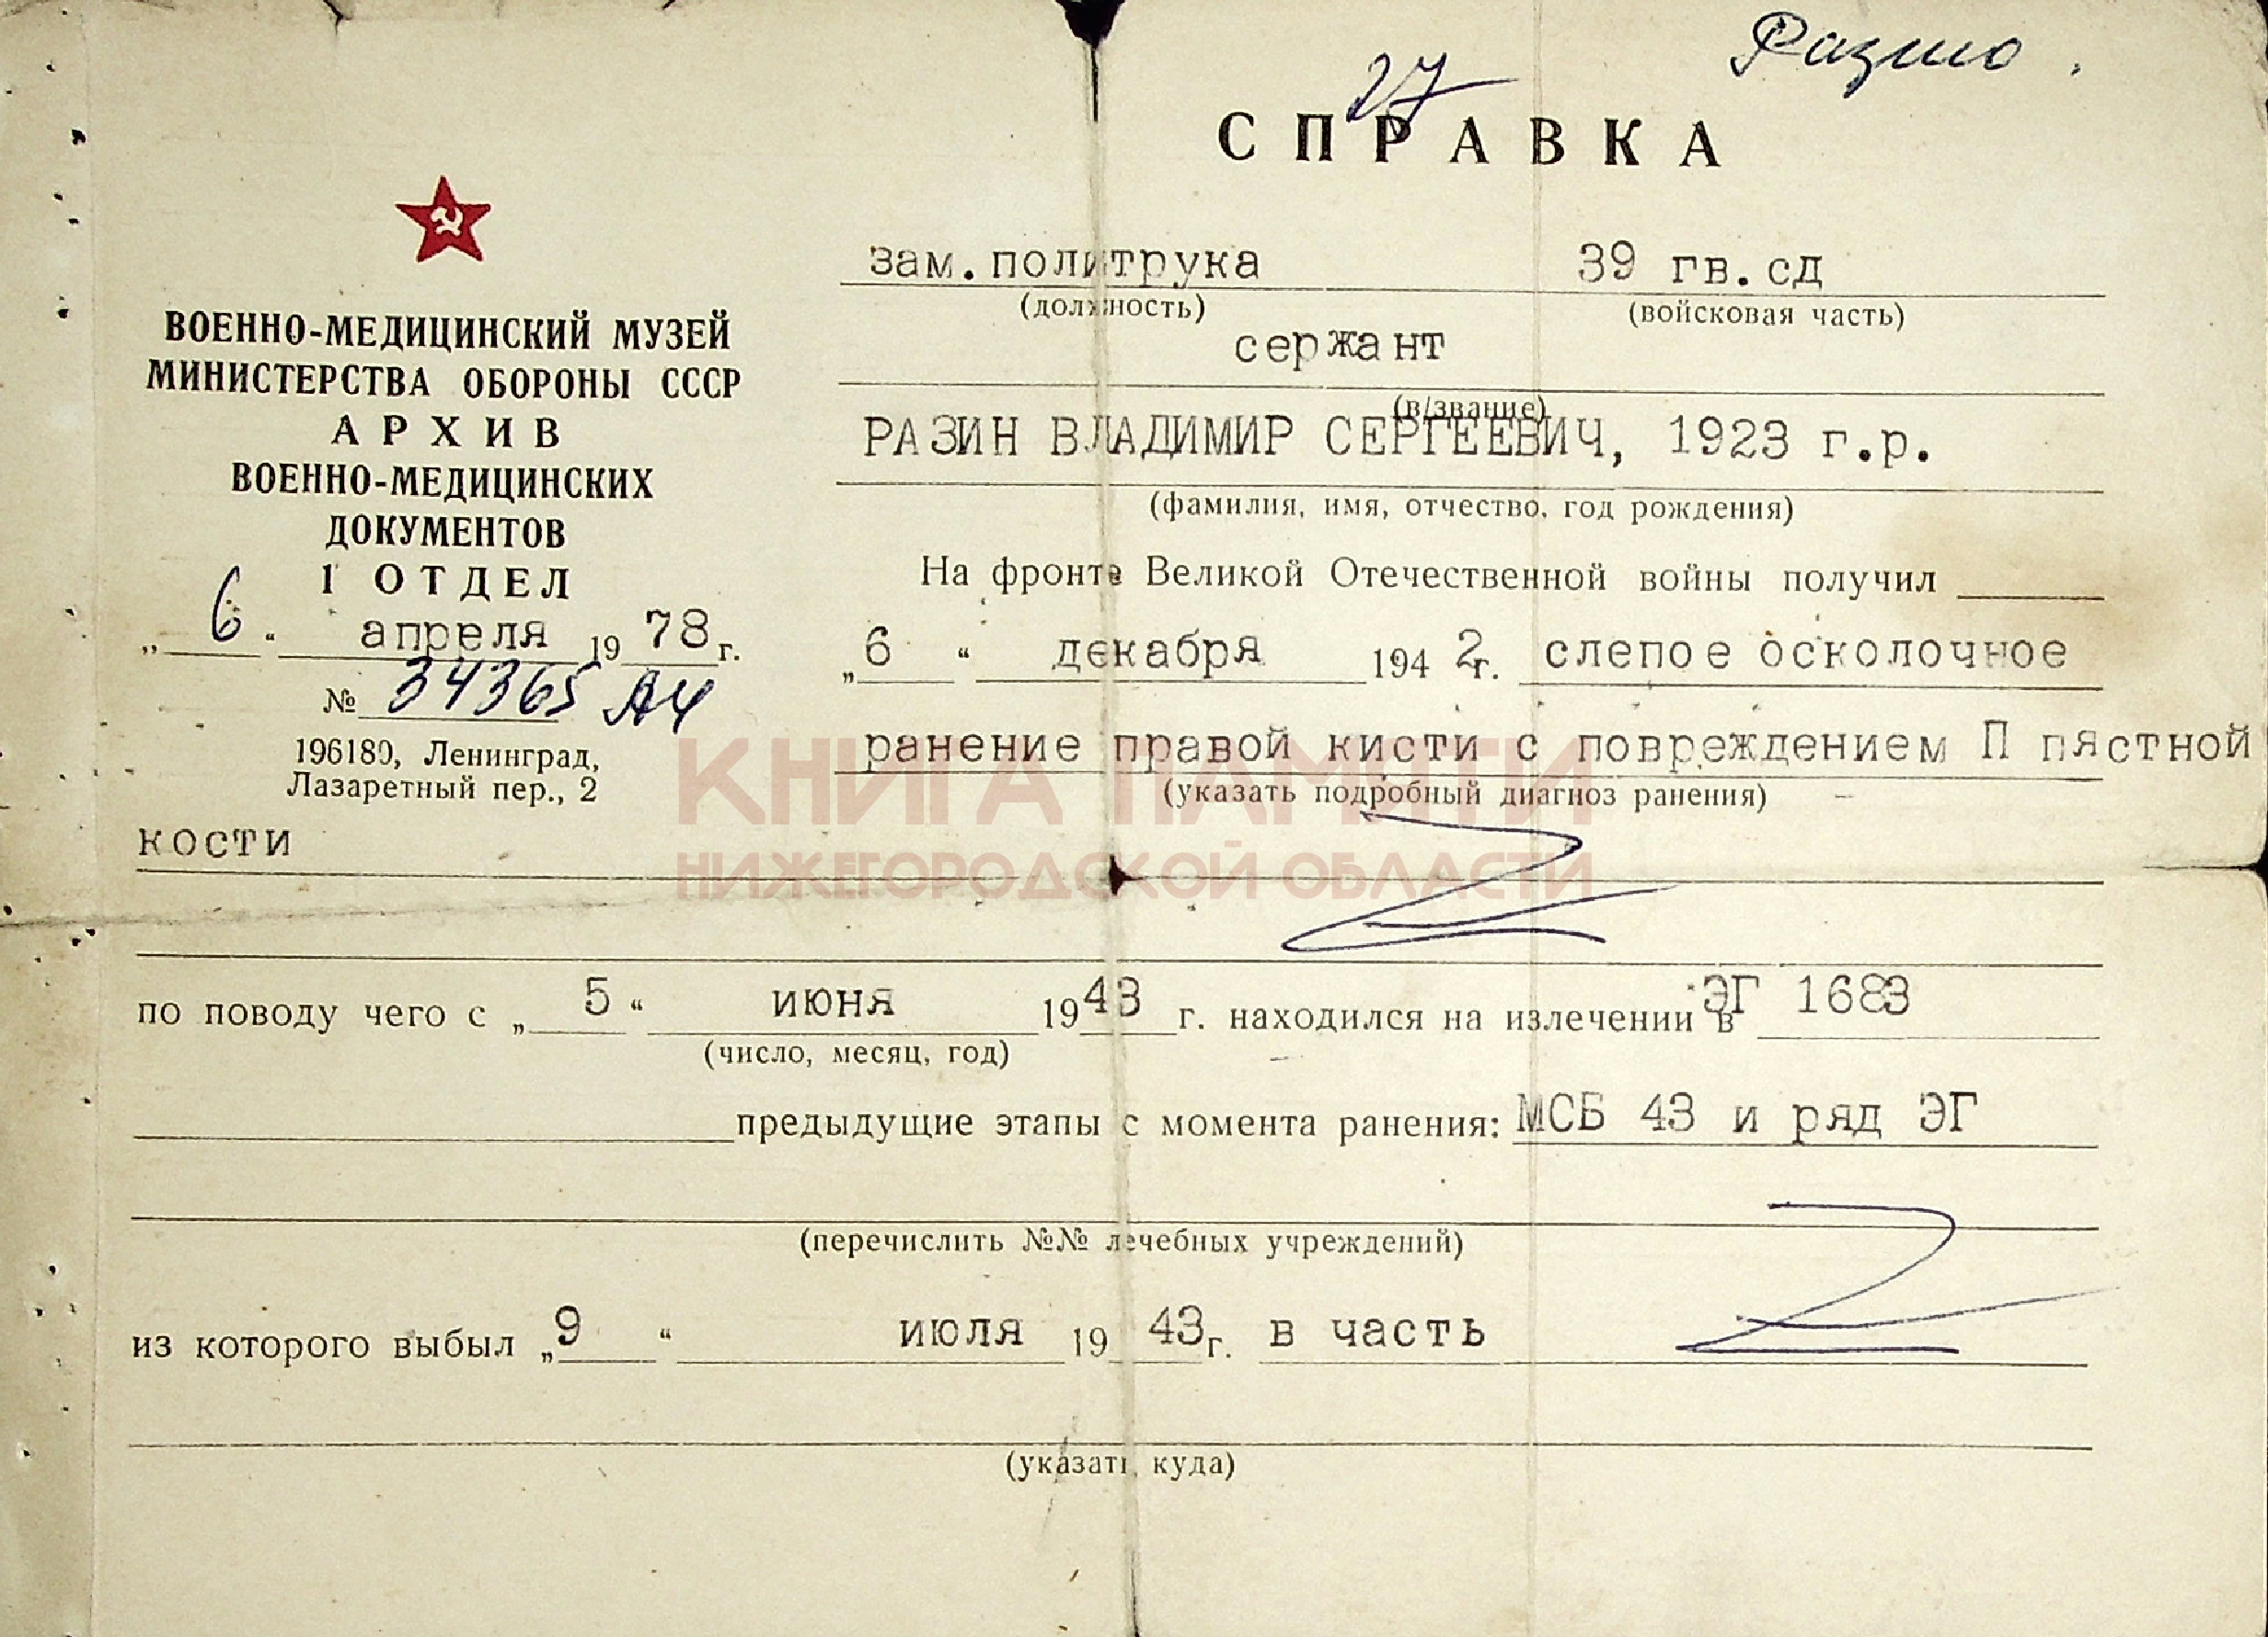 27
СПРАВКА
ВОЕННО-МЕДИЦИНСКИЙ МУЗЕЙ
МИНИСТЕРСТВА ОБОРОНЫ СССР
АРХИВ
ВОЕННО-МЕДИЦИНСКИХ
ДОКУМЕНТОВ
1 ОТДЕЛ
„6“ апреля 1978 г.
№ 34365 А4
196180, Ленинград,
Лазаретный пер., 2
зам.политрука 39 гв.сд
(должность) (войсковая часть)
сержант
(в/звание)
РАЗИН ВЛАДИМИР СЕРГЕЕВИЧ, 1923 г.р.
(фамилия, имя, отчество, год рождения)
На фронте Великой Отечественной войны получил
„6“ декабря 1942г. слепое осколочное
ранение правой кисти с повреждением П пястной
(указать подробный диагноз ранения)
кости
КНИГА ПАМЯТИ
НИЖЕГОРОДСКОЙ ОБЛАСТИ
по поводу чего с „5“ июня 1943 г. находился на излечении в ЭГ 1683
(число, месяц, год)
предыдущие этапы с момента ранения: МСБ 43 и ряд ЭГ
(перечислить №№ лечебных учреждений)
из которого выбыл „9“ июля 1943г. в часть
(указать куда)